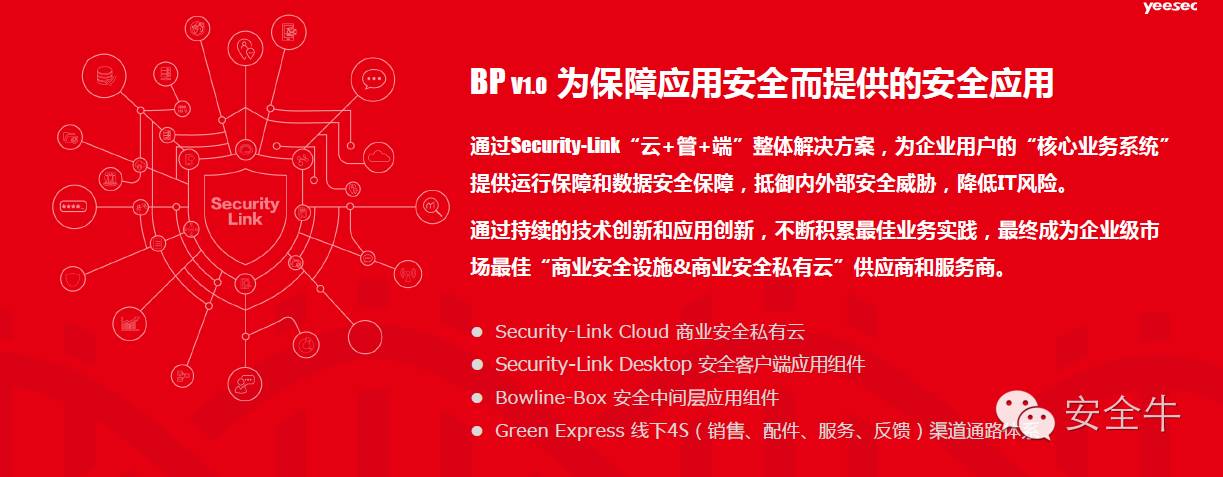 yeesec
BP V1.0 为保障应用安全而提供的安全应用
通过Security-Link“云+管+端”整体解决方案，为企业用户的“核心业务系统”
提供运行保障和数据安全保障，抵御内外部安全威胁，降低IT风险。
通过持续的技术创新和应用创新，不断积累最佳业务实践，最终成为企业级市
场最佳“商业安全设施&商业安全私有云”供应商和服务商。
Security
Link
● Security-Link Cloud 商业安全私有云
● Security-Link Desktop 安全客户端应用组件
● Bowline-Box 安全中间层应用组件
● Green Express 线下4S（销售、配件、服务、反馈）渠道通路体系
安全牛